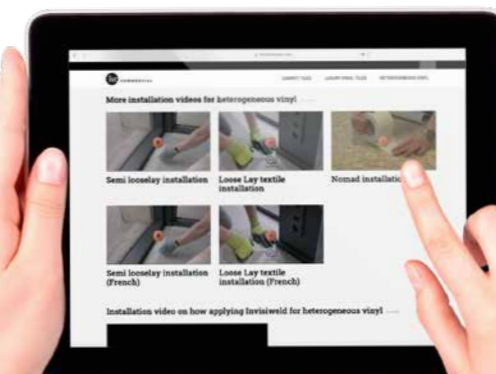 COMMERCIAL
CARPET TILES
LUXURY VINYL TILES
HETEROGENEOUS VINYL
More installation videos for heterogeneous vinyl
Semi looselay installation
Loose Lay textile
installation
Nomad installation
Semi looselay installation
(French)
Loose Lay textile
installation (French)
Installation video on how applying Invisiweld for heterogeneous vinyl